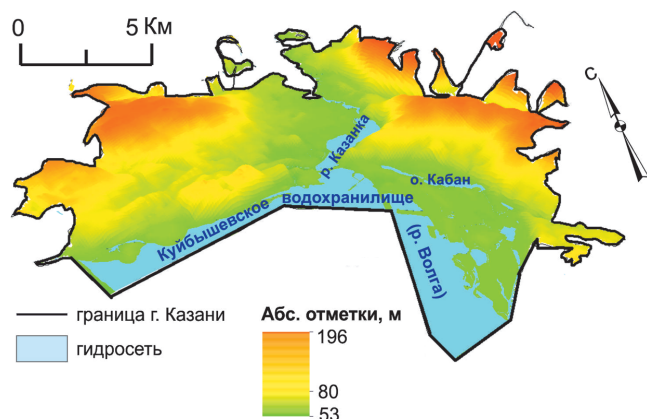 0 5 Км
С
р. Казанка
о. Кабан
Куйбышевское водохранилище
(р. Волга)
граница г. Казани
гидросеть
Абс. отметки, м
196
80
53